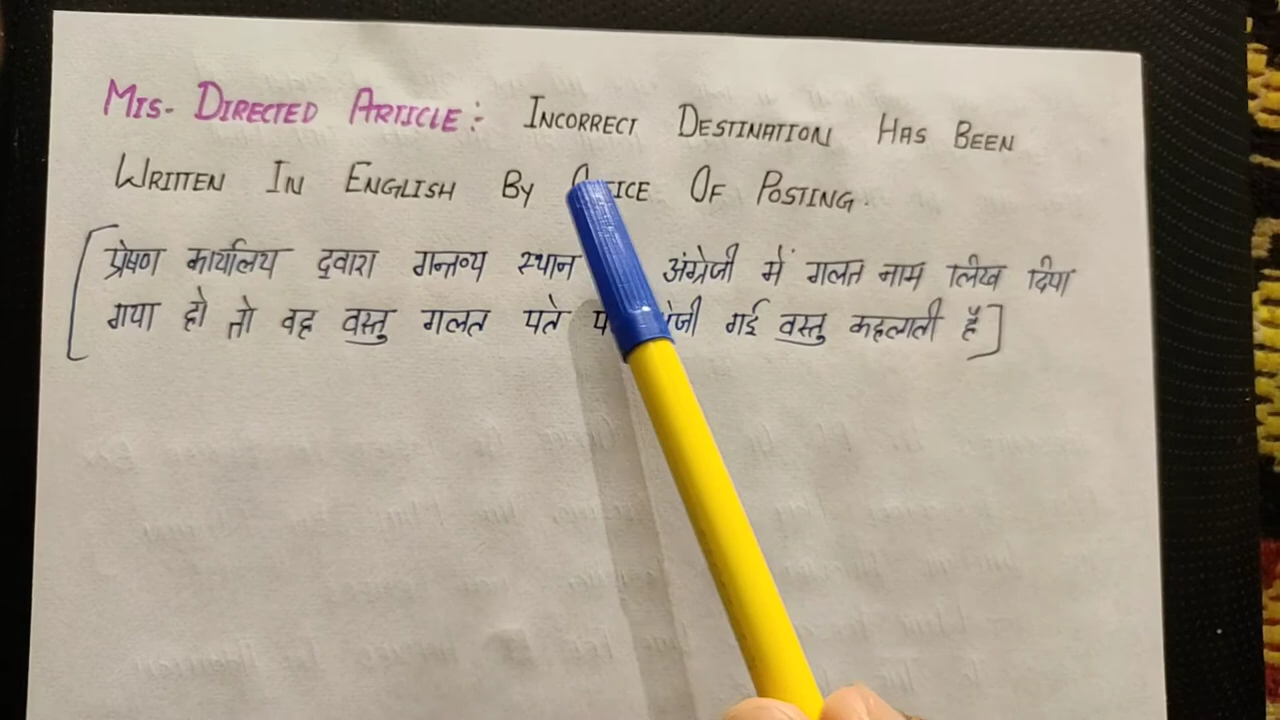 MIS-DIRECTED ARTICLE:- INCORRECT DESTINATION HAS BEEN
WRITTEN IN ENGLISH BY OFFICE OF POSTING.
[प्रेषण कार्यालय द्वारा गन्तव्य स्थान अंग्रेजी में गलत नाम लिख दिया
गया हो तो वह वस्तु गलत पते गई वस्तु कहलाती है]